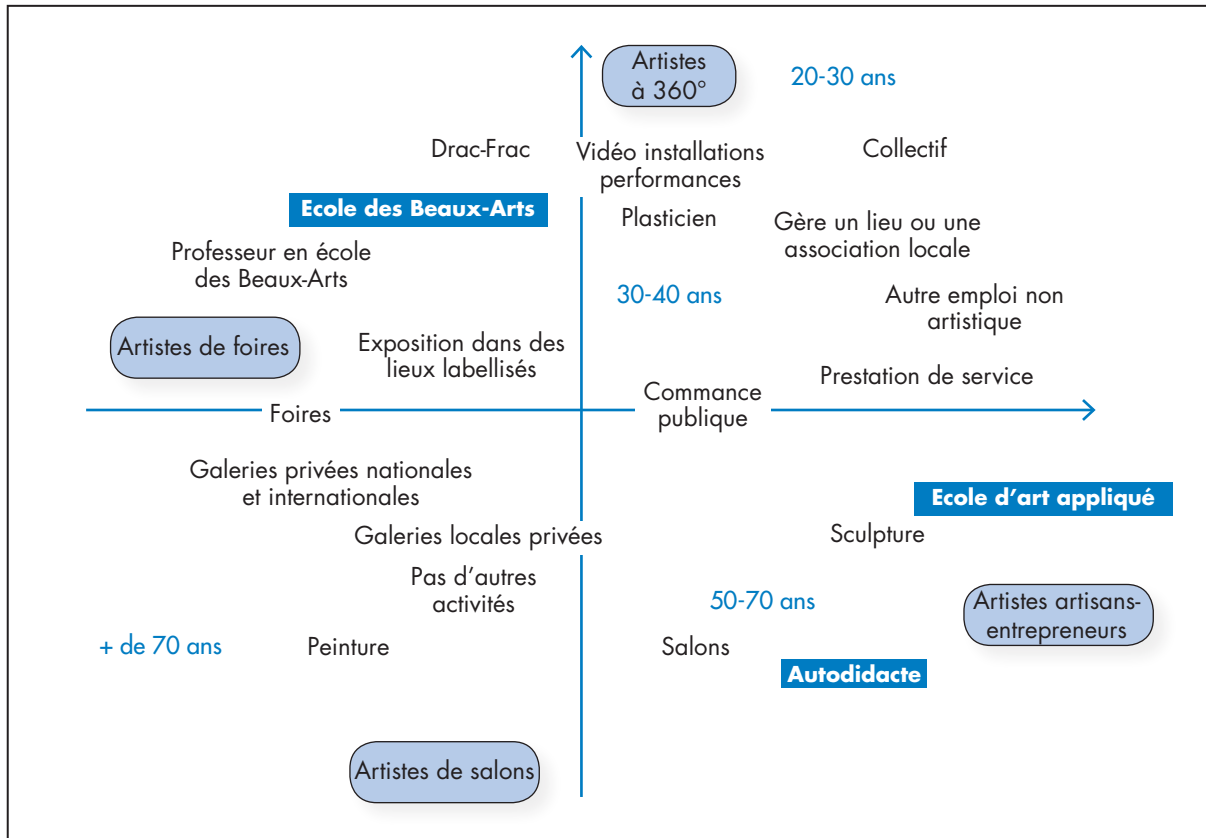 Artistes
à 360°
20-30 ans
Drac-Frac
Vidéo installations
performances
Collectif
Ecole des Beaux-Arts
Plasticien
Gère un lieu ou une
association locale
Professeur en école
des Beaux-Arts
30-40 ans
Autre emploi non
artistique
Artistes de foires
Exposition dans des
lieux labellisés
Prestation de service
Foires
Commance
publique
Galeries privées nationales
et internationales
Ecole d'art appliqué
Galeries locales privées
Sculpture
Pas d'autres
activités
50-70 ans
Artistes artisans-
entrepreneurs
+ de 70 ans
Peinture
Salons
Autodidacte
Artistes de salons